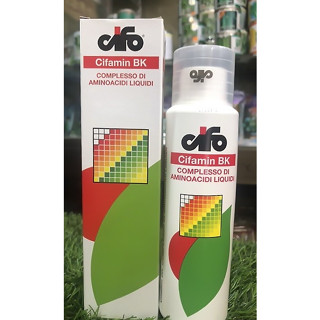 cifo
Cifamin BK
COMPLESSO DI
AMINOACIDI LIQUIDI
cifo
cifo
Cifamin BK
COMPLESSO DI
AMINOACIDI LIQUIDI